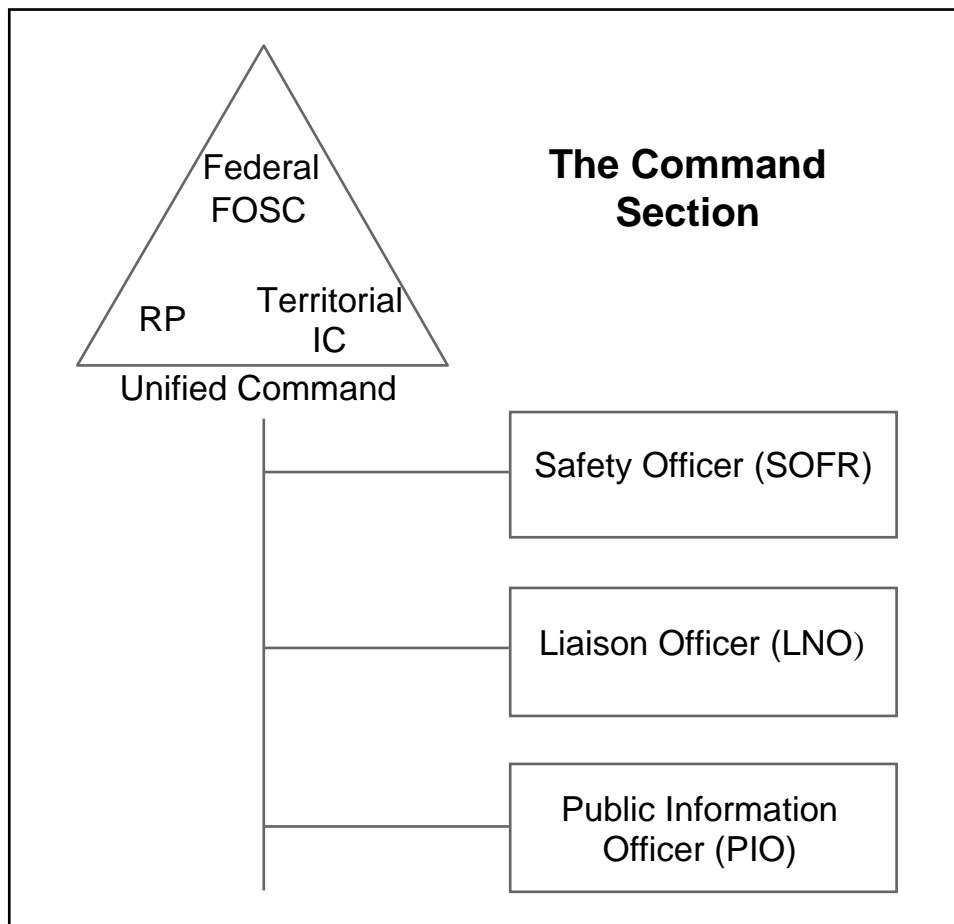 Federal
FOSC
RP
Territorial
IC
Unified Command
The Command
Section
Safety Officer (SOFR)
Liaison Officer (LNO)
Public Information
Officer (PIO)